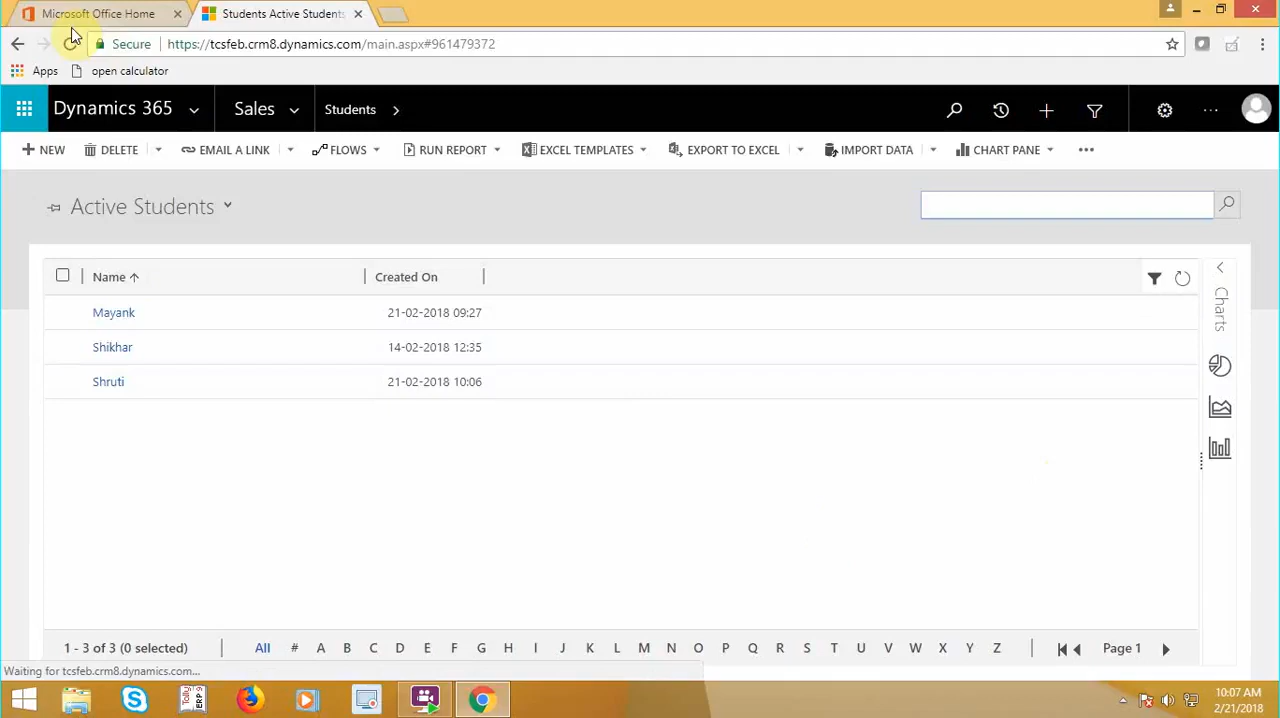 Microsoft Office Home
Students Active Students
Secure
https://tcsfeb.crm8.dynamics.com/main.aspx#961479372
Apps
open calculator
Dynamics 365
Sales
Students
NEW
DELETE
EMAIL A LINK
FLOWS
RUN REPORT
EXCEL TEMPLATES
EXPORT TO EXCEL
IMPORT DATA
CHART PANE
Active Students
Name
Created On
Mayank
21-02-2018 09:27
Shikhar
14-02-2018 12:35
Shruti
21-02-2018 10:06
Charts
1 - 3 of 3 (0 selected)
All # A B C D E F G H I J K L M N O P Q R S T U V W X Y Z
Page 1
Waiting for tcsfeb.crm8.dynamics.com...
10:07 AM
2/21/2018